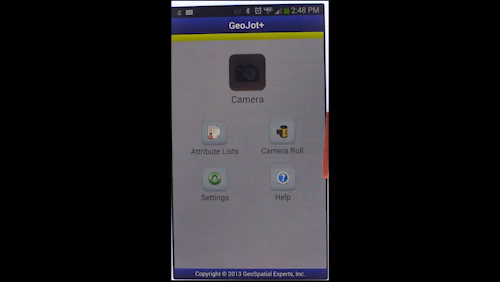 2:48 PM
GeoJot+
Camera
Attribute Lists
Camera Roll
Settings
Help
Copyright © 2013 GeoSpatial Experts, Inc.